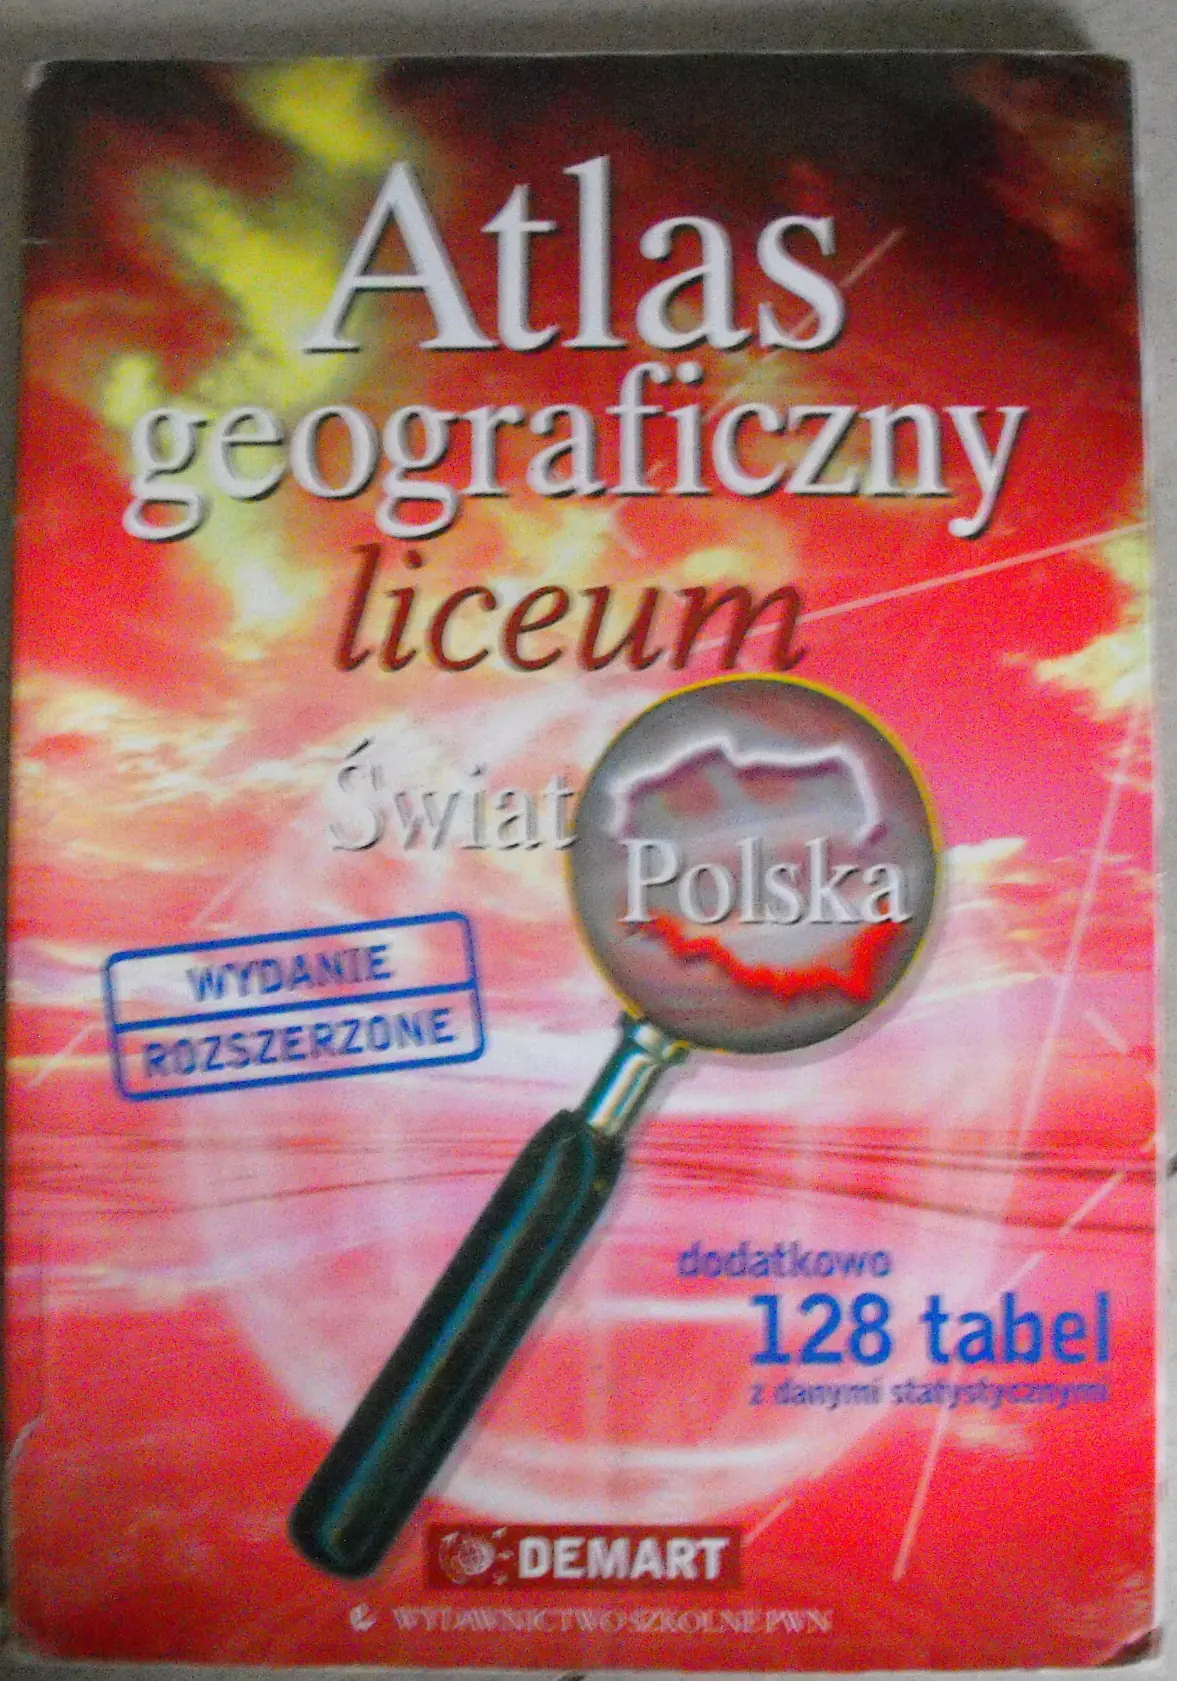 Atlas
geograficzny
liceum
Świat
Polska
WYDANIE
ROZSZERZONE
dodatkowo
128 tabel
z danymi statystycznymi
DEMART
WYDAWNICTWO SZKOLNE PWN